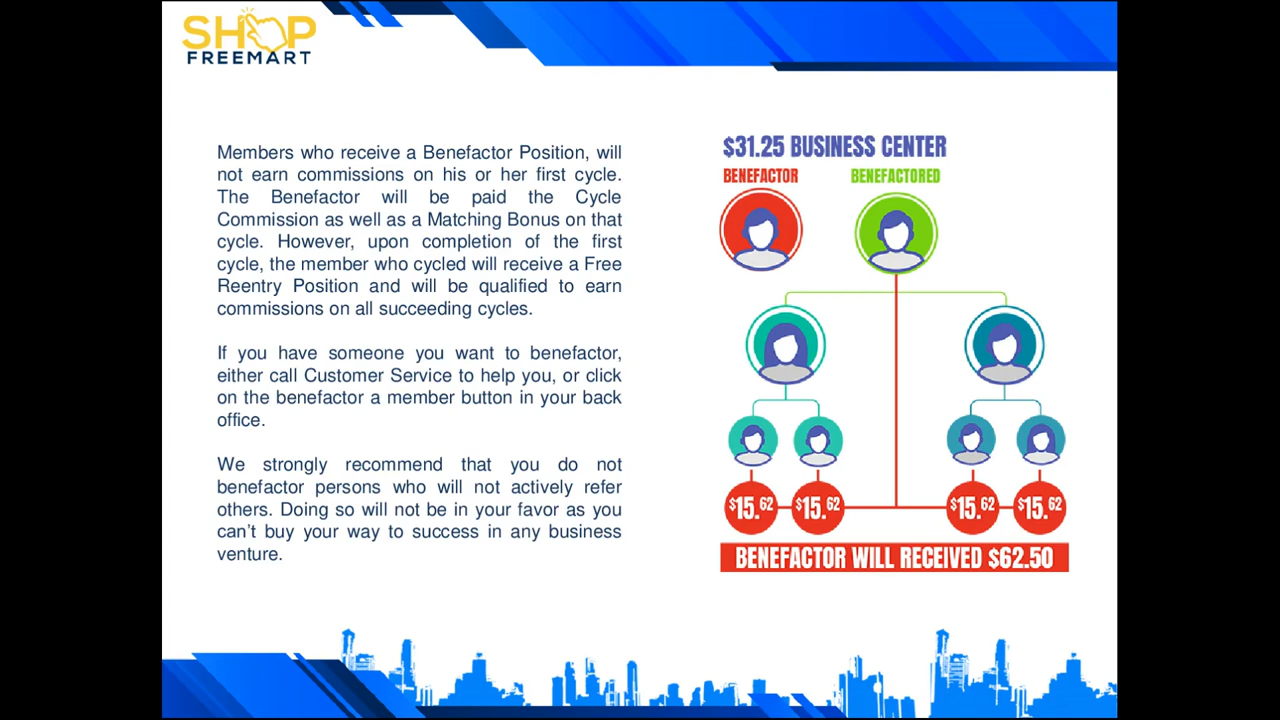 SHOP
FREEMART
Members who receive a Benefactor Position, will
not earn commissions on his or her first cycle.
The Benefactor will be paid the Cycle
Commission as well as a Matching Bonus on that
cycle. However, upon completion of the first
cycle, the member who cycled will receive a Free
Reentry Position and will be qualified to earn
commissions on all succeeding cycles.
If you have someone you want to benefactor,
either call Customer Service to help you, or click
on the benefactor a member button in your back
office.
We strongly recommend that you do not
benefactor persons who will not actively refer
others. Doing so will not be in your favor as you
can't buy your way to success in any business
venture.
$31.25 BUSINESS CENTER
BENEFACTOR BENEFACTORED
$15.62 $15.62 $15.62 $15.62
BENEFACTOR WILL RECEIVED $62.50